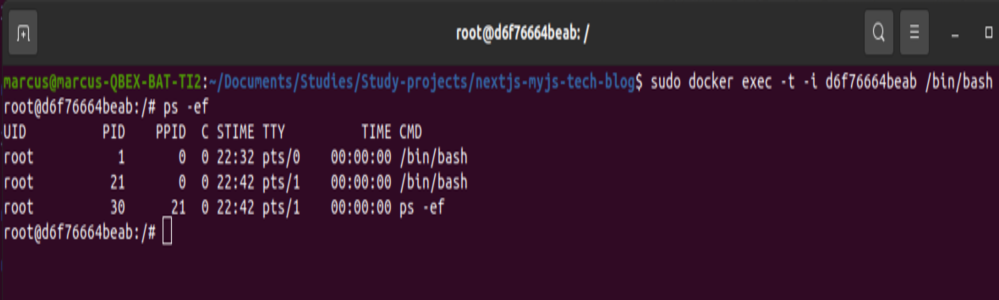 root@d6f76664beab: /
marcus@marcus-QBEX-BAT-TI2:~/Documents/Studies/Study-projects/nextjs-myjs-tech-blog$ sudo docker exec -t -i d6f76664beab /bin/bash
root@d6f76664beab:/# ps -ef
UID          PID    PPID  C STIME TTY          TIME CMD
root           1       0  0 22:32 pts/0    00:00:00 /bin/bash
root          21       0  0 22:42 pts/1    00:00:00 /bin/bash
root          30      21  0 22:42 pts/1    00:00:00 ps -ef
root@d6f76664beab:/#